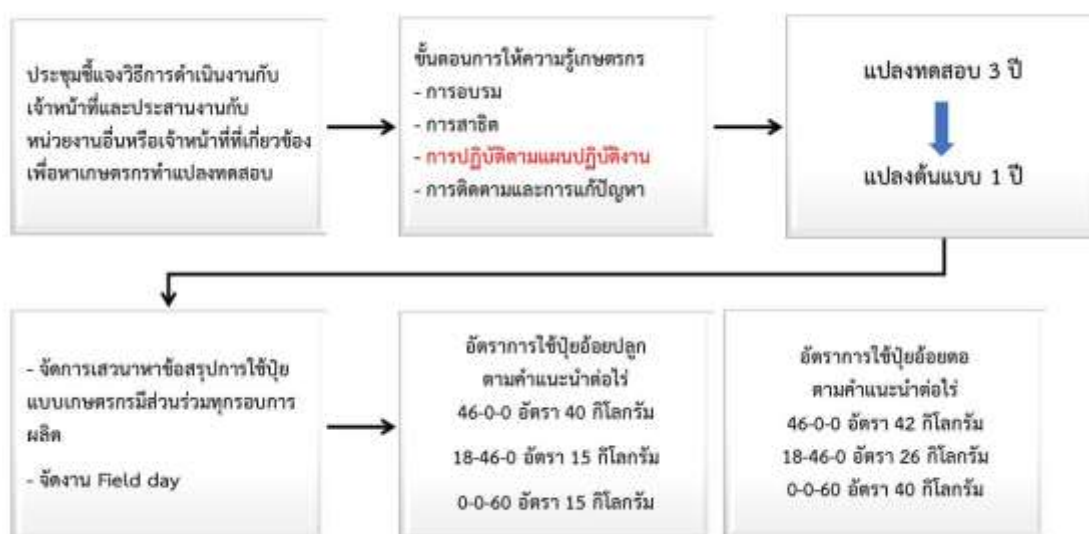 ประชุมชี้แจงวิธีการดำเนินงานกับ
เจ้าหน้าที่และประสานงานกับ
หน่วยงานอื่นหรือเจ้าหน้าที่ที่เกี่ยวข้อง
เพื่อหาเกษตรกรทำแปลงทดสอบ
ขั้นตอนการให้ความรู้เกษตรกร
- การอบรม
- การสาธิต
- การปฏิบัติตามแผนปฏิบัติงาน
- การติดตามและการแก้ปัญหา
แปลงทดสอบ 3 ปี
แปลงต้นแบบ 1 ปี
- จัดการเสวนาหาข้อสรุปการใช้ปุ๋ย
แบบเกษตรกรมีส่วนร่วมทุกรอบการ
ผลิต
- จัดงาน Field day
อัตราการใช้ปุ๋ยอ้อยปลูก
ตามคำแนะนำต่อไร่
46-0-0 อัตรา 40 กิโลกรัม
18-46-0 อัตรา 15 กิโลกรัม
0-0-60 อัตรา 15 กิโลกรัม
อัตราการใช้ปุ๋ยอ้อยตอ
ตามคำแนะนำต่อไร่
46-0-0 อัตรา 42 กิโลกรัม
18-46-0 อัตรา 26 กิโลกรัม
0-0-60 อัตรา 40 กิโลกรัม